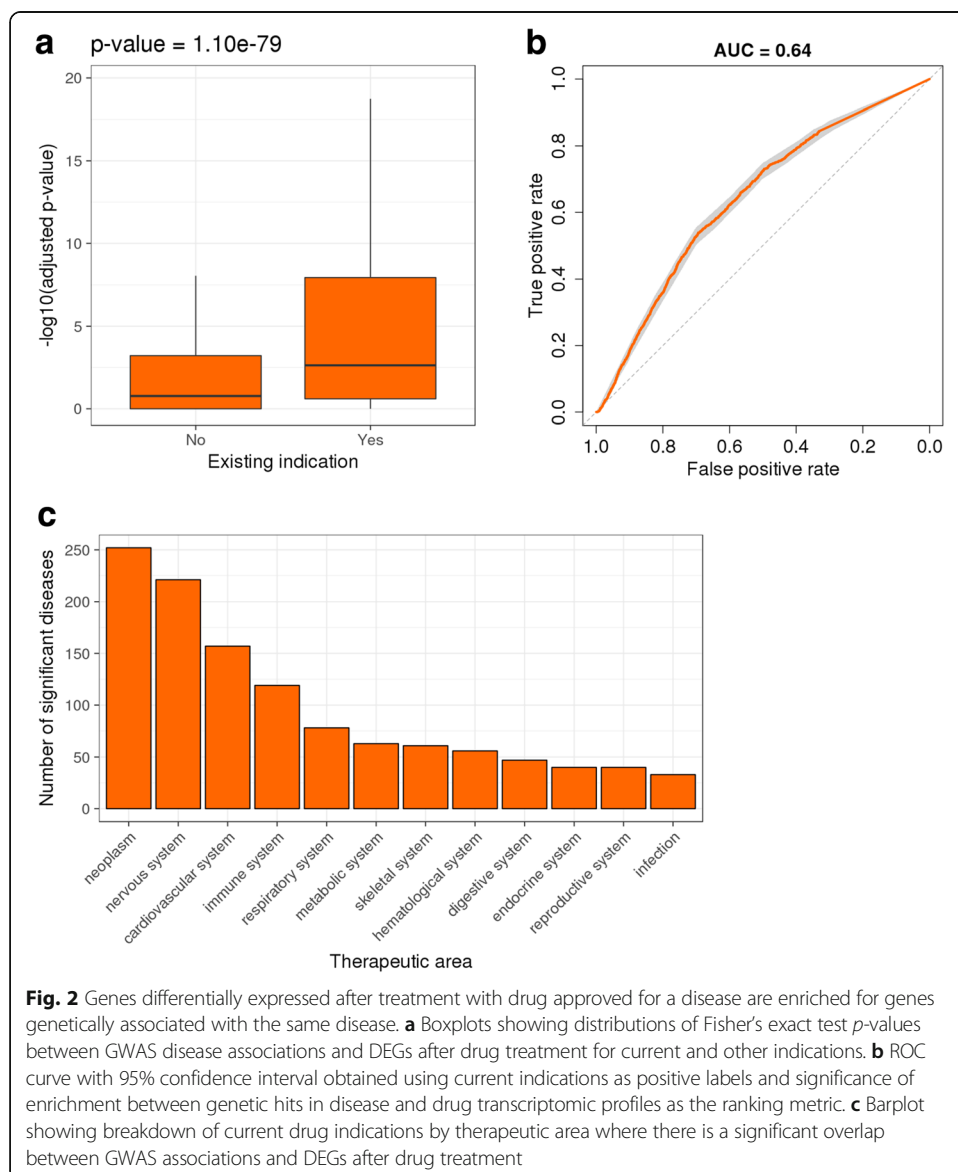 a
p-value = 1.10e-79
20
15
10
5
0
-log10(adjusted p-value)
No
Yes
Existing indication
b
AUC = 0.64
1.0
0.8
0.6
0.4
0.2
0.0
True positive rate
1.0 0.8 0.6 0.4 0.2 0.0
False positive rate
c
250
200
150
100
50
0
Number of significant diseases
neoplasm
nervous system
cardiovascular system
immune system
respiratory system
metabolic system
skeletal system
hematological system
digestive system
endocrine system
reproductive system
infection
Therapeutic area
Fig. 2 Genes differentially expressed after treatment with drug approved for a disease are enriched for genes
genetically associated with the same disease. a Boxplots showing distributions of Fisher's exact test p-values
between GWAS disease associations and DEGs after drug treatment for current and other indications. b ROC
curve with 95% confidence interval obtained using current indications as positive labels and significance of
enrichment between genetic hits in disease and drug transcriptomic profiles as the ranking metric. c Barplot
showing breakdown of current drug indications by therapeutic area where there is a significant overlap
between GWAS associations and DEGs after drug treatment